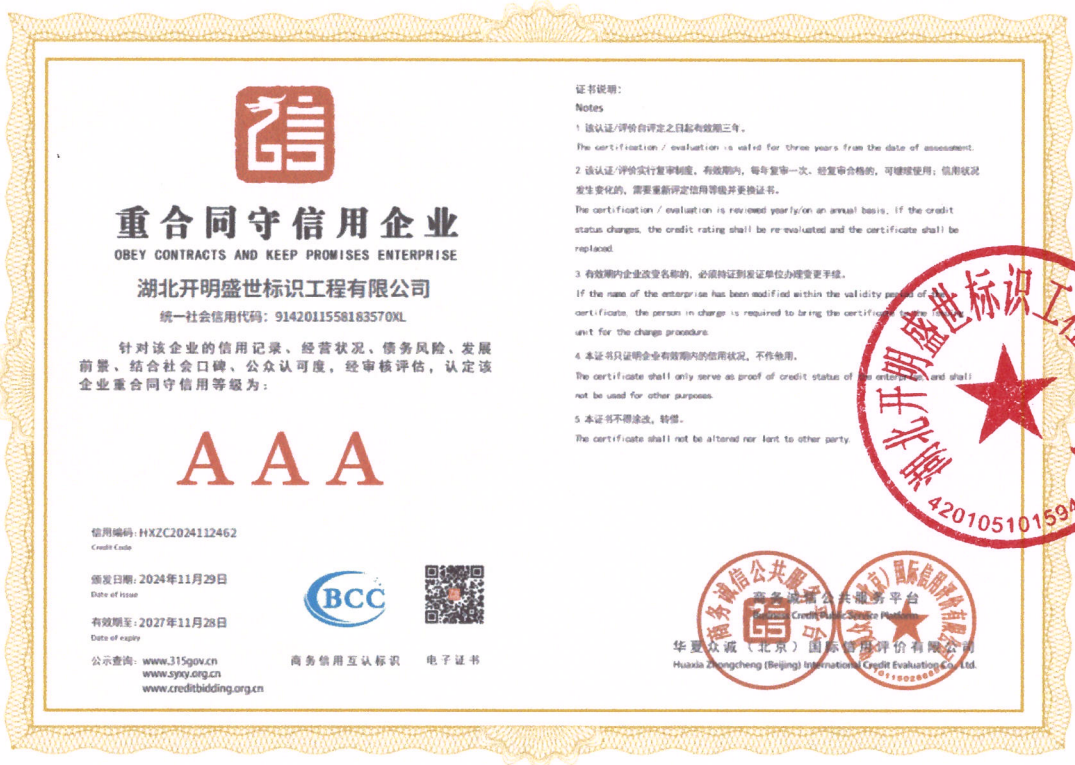 重合同守信用企业
OBEY CONTRACTS AND KEEP PROMISES ENTERPRISE
湖北开明盛世标识工程有限公司
统一社会信用代码：9142011558183570XL
针对该企业的信用记录、经营状况、债务风险、发展
前景、结合社会口碑、公众认可度，经审核评估，认定该
企业重合同守信用等级为：
AAA
信用编码：HXZC2024112462
Credit Code
颁发日期：2024年11月29日
Date of issue
有效期至：2027年11月28日
Date of expiry
公示查询：www.315gov.cn
www.syxy.org.cn
www.creditbidding.org.cn
BCC
商务信用互认标识
电子证书
证书说明：
Notes
1 该认证/评价自评定之日起有效期三年。
The certification / evaluation is valid for three years from the date of assessment.
2 该认证/评价实行复审制度，有效期内，每年复审一次。经复审合格的，可继续使用；信用状况
发生变化的，需要重新评定信用等级并更换证书。
The certification / evaluation is reviewed yearly/on an annual basis, if the credit
status changes, the credit rating shall be re-evaluated and the certificate shall be
replaced.
3 有效期内企业改变名称的，必须持证到发证单位办理变更手续。
If the name of the enterprise has been modified within the validity period of the
certificate, the person in charge is required to bring the certificate to the issuing
unit for the change procedure.
4 本证书只证明企业有效期内的信用状况，不作他用。
The certificate shall only serve as proof of credit status of the enterprise, and shall
not be used for other purposes.
5 本证书不得涂改，转借。
The certificate shall not be altered nor lent to other party.
湖北开明盛世标识工程
420105101594
商务诚信公共服务平台
商务诚信公共服务平台
Business Credit Public Service Platform
华夏众诚（北京）国际信用评价有限公司
Huaxia Zhongcheng (Beijing) International Credit Evaluation Co., Ltd.